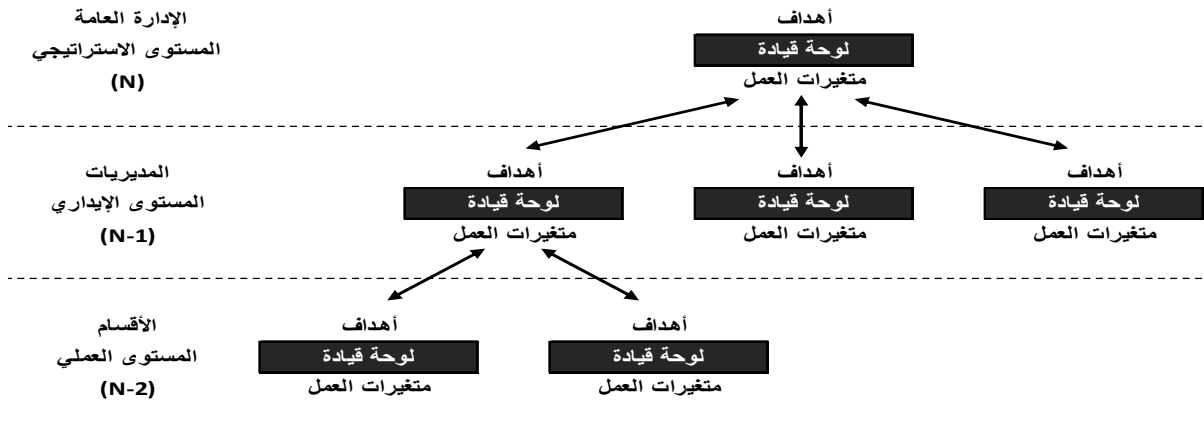 الإدارة العامة
المستوى الاستراتيجي
(N)
أهداف
لوحة قيادة
متغيرات العمل
المديريات
المستوى الإيداري
(N-1)
أهداف
لوحة قيادة
متغيرات العمل
أهداف
لوحة قيادة
متغيرات العمل
أهداف
لوحة قيادة
متغيرات العمل
الأقسام
المستوى العملي
(N-2)
أهداف
لوحة قيادة
متغيرات العمل
أهداف
لوحة قيادة
متغيرات العمل